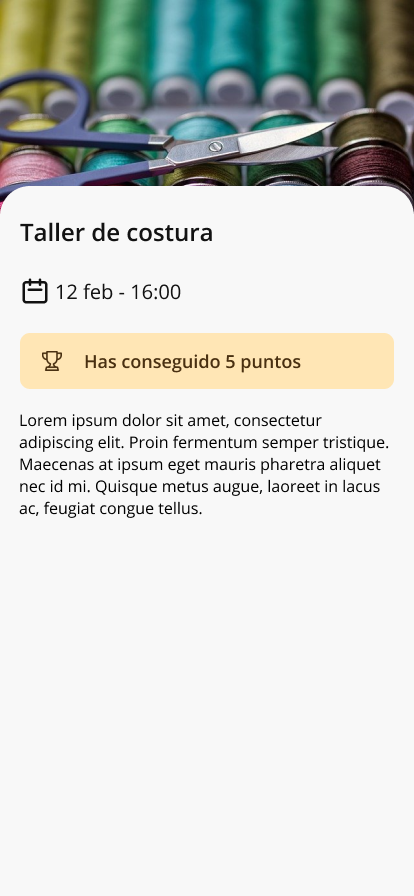 Taller de costura
12 feb - 16:00
Has conseguido 5 puntos
Lorem ipsum dolor sit amet, consectetur
adipiscing elit. Proin fermentum semper tristique.
Maecenas at ipsum eget mauris pharetra aliquet
nec id mi. Quisque metus augue, laoreet in lacus
ac, feugiat congue tellus.